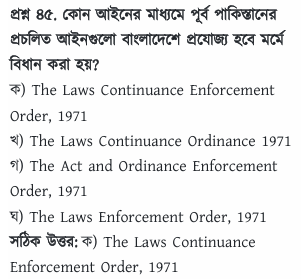 প্রশ্ন ৪৫. কোন আইনের মাধ্যমে পূর্ব পাকিস্তানের
প্রচলিত আইনগুলো বাংলাদেশে প্রযোজ্য হবে মর্মে
বিধান করা হয়?
ক) The Laws Continuance Enforcement
Order, 1971
খ) The Laws Continuance Ordinance 1971
গ) The Act and Ordinance Enforcement
Order, 1971
ঘ) The Laws Enforcement Order, 1971
সঠিক উত্তর: ক) The Laws Continuance
Enforcement Order, 1971